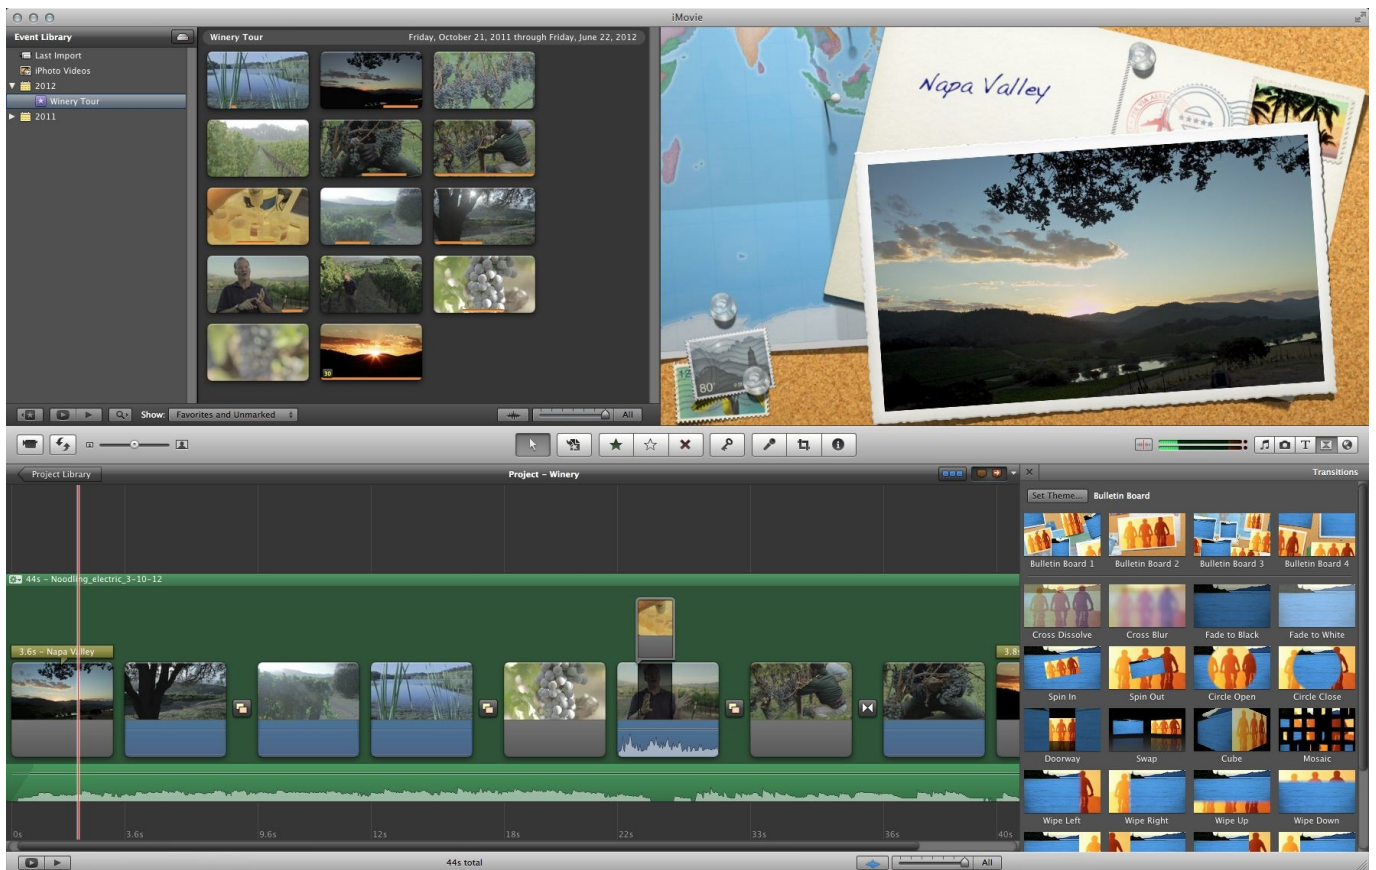 iMovie
Event Library
Last Import
iPhoto Videos
2012
Winery Tour
2011
Winery Tour
Friday, October 21, 2011 through Friday, June 22, 2012
30
Show:
Favorites and Unmarked
All
Napa Valley
80
12
Project Library
Project – Winery
44s – Noodling_electric_3-10-12
3.6s – Napa Valley
3.8s
0s
3.6s
9.6s
12s
18s
22s
33s
36s
40s
44s total
All
Transitions
Set Theme...
Bulletin Board
Bulletin Board 1
Bulletin Board 2
Bulletin Board 3
Bulletin Board 4
Cross Dissolve
Cross Blur
Fade to Black
Fade to White
Spin In
Spin Out
Circle Open
Circle Close
Doorway
Swap
Cube
Mosaic
Wipe Left
Wipe Right
Wipe Up
Wipe Down